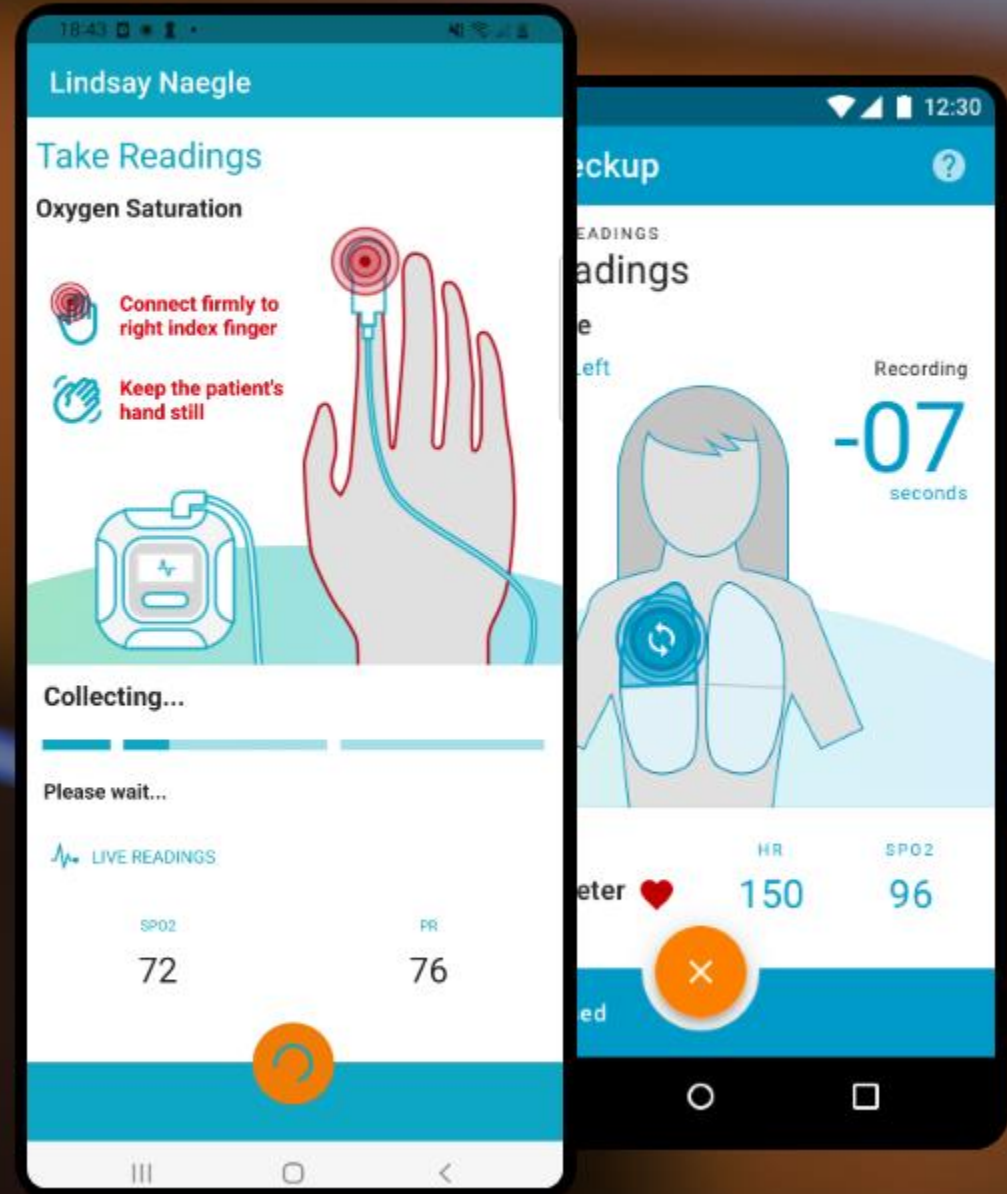 18:43
Lindsay Naegle
Take Readings
Oxygen Saturation
Connect firmly to
right index finger
Keep the patient's
hand still
Collecting...
Please wait...
LIVE READINGS
SPO2
PR
72
76
12:30
eckup
?
EADINGS
adings
e
Left
Recording
-07
seconds
HR
SPO2
eter
150
96
ed